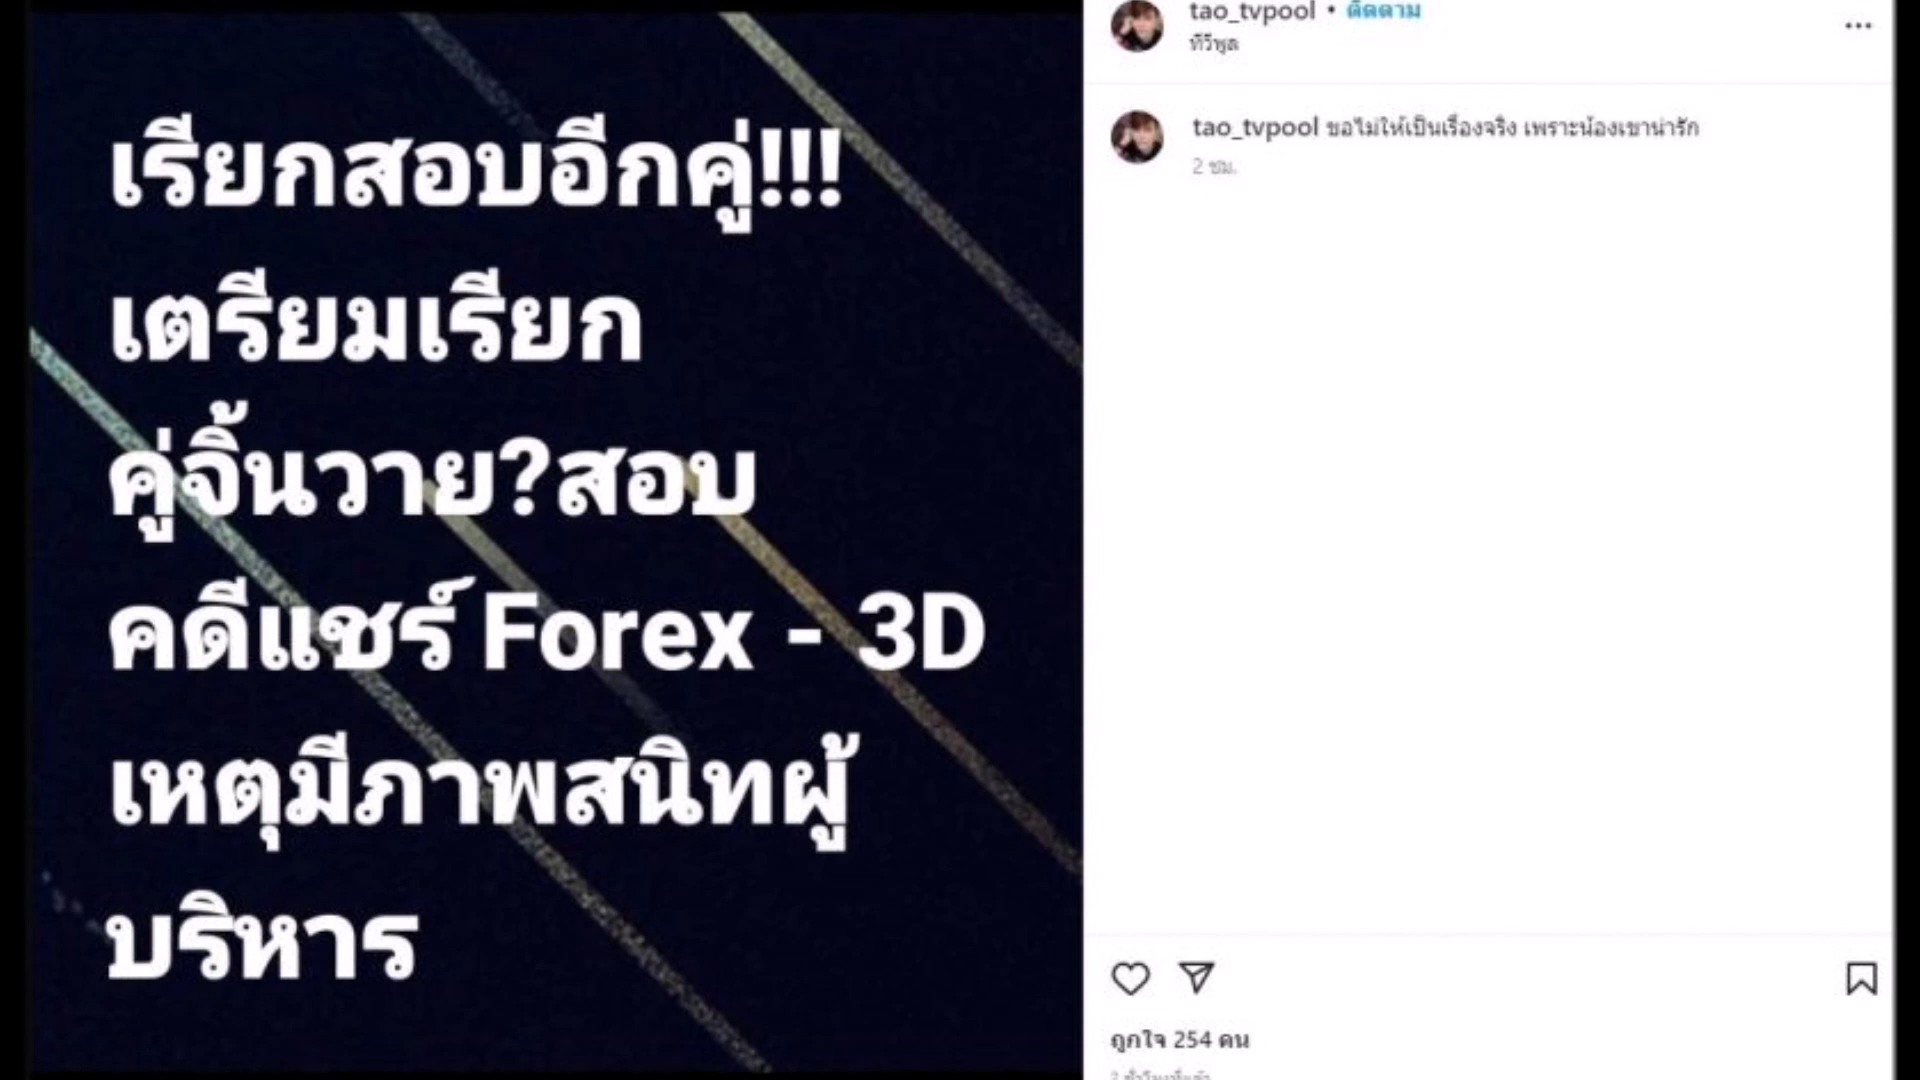 เรียกสอบอีกคู่!!!
เตรียมเรียก
คู่จิ้นวาย?สอบ
คดีแชร์ Forex - 3D
เหตุมีภาพสนิทผู้
บริหาร
tao_tvpool • ติดตาม
ทีวีพูล
tao_tvpool ขอไม่ให้เป็นเรื่องจริง เพราะน้องเขาน่ารัก
2 ชม.
ถูกใจ 254 คน